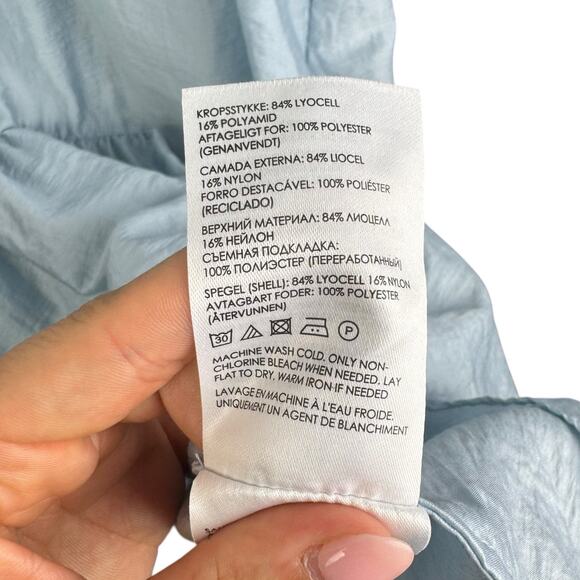 KROPSSTYKKE: 84% LYOCELL
16% POLYAMID
AFTAGELIGT FOR: 100% POLYESTER
(GENANVENDT)
CAMADA EXTERNA: 84% LIOCEL
16% NYLON
FORRO DESTACÁVEL: 100% POLIÉSTER
(RECICLADO)
ВЕРХНИЙ МАТЕРИАЛ: 84% ЛИОЦЕЛЛ
16% НЕЙЛОН
СЪЕМНАЯ ПОДКЛАДКА:
100% ПОЛИЭСТЕР (ПЕРЕРАБОТАННЫЙ)
SPEGEL (SHELL): 84% LYOCELL 16% NYLON
AVTAGBART FODER: 100% POLYESTER
(ÅTERVUNNEN)
30 P
MACHINE WASH COLD. ONLY NON-
CHLORINE BLEACH WHEN NEEDED. LAY
FLAT TO DRY. WARM IRON IF NEEDED
LAVAGE EN MACHINE À L'EAU FROIDE.
UNIQUEMENT UN AGENT DE BLANCHIMENT